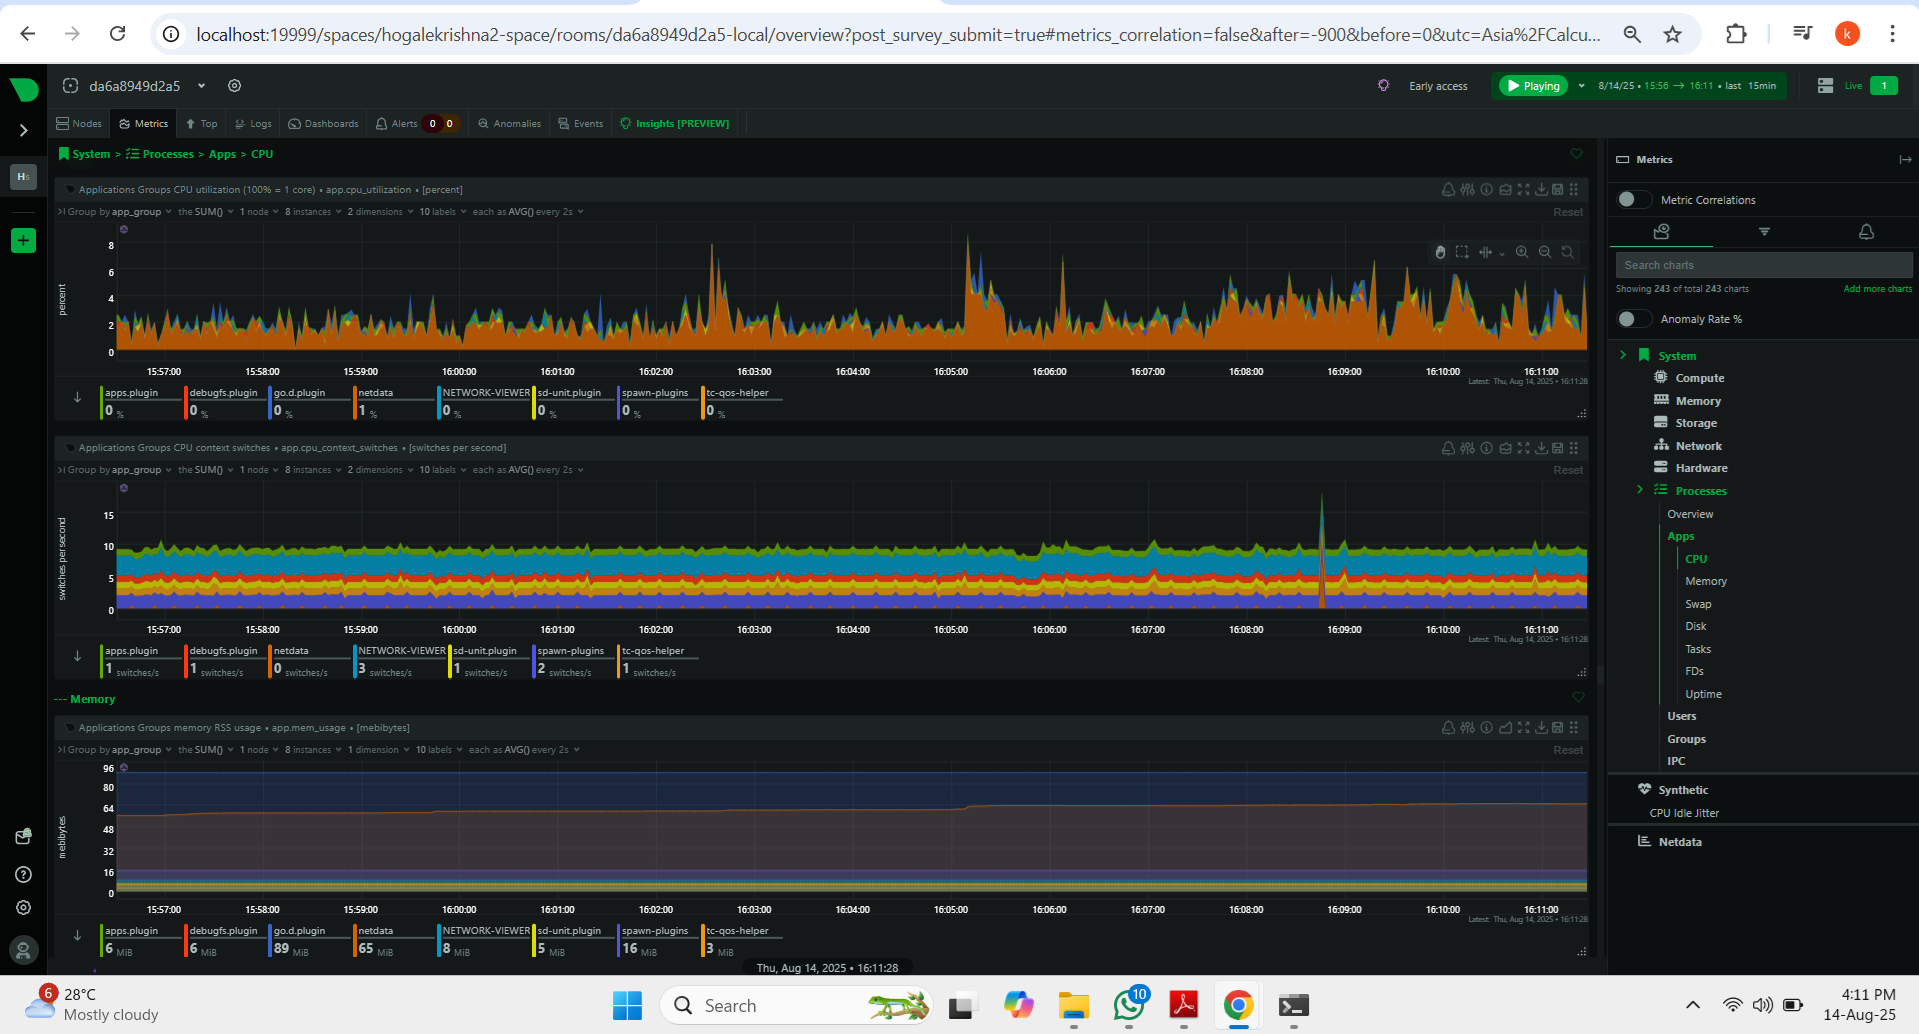 localhost:19999/spaces/hogalekrishna2-space/rooms/da6a8949d2a5-local/overview?post_survey_submit=true#metrics_correlation=false&after=-900&before=0&utc=Asia%2FCalcu...
k
da6a8949d2a5
Early access
Playing
8/14/25 • 15:56 → 16:11 • last 15min
Live
1
Nodes
Metrics
Top
Logs
Dashboards
Alerts
0
0
Anomalies
Events
Insights [PREVIEW]
Hs
System > Processes > Apps > CPU
Applications Groups CPU utilization (100% = 1 core) • app.cpu_utilization • [percent]
Group by app_group the SUM() 1 node 8 instances 2 dimensions 10 labels each as AVG() every 2s
Reset
percent
8
6
4
2
0
15:57:00 15:58:00 15:59:00 16:00:00 16:01:00 16:02:00 16:03:00 16:04:00 16:05:00 16:06:00 16:07:00 16:08:00 16:09:00 16:10:00 16:11:00
Latest: Thu, Aug 14, 2025 • 16:11:28
apps.plugin debugfs.plugin go.d.plugin netdata NETWORK-VIEWER sd-unit.plugin spawn-plugins tc-qos-helper
0 % 0 % 0 % 1 % 0 % 0 % 0 % 0 %
Applications Groups CPU context switches • app.cpu_context_switches • [switches per second]
Group by app_group the SUM() 1 node 8 instances 2 dimensions 10 labels each as AVG() every 2s
Reset
switches per second
15
10
5
0
15:57:00 15:58:00 15:59:00 16:00:00 16:01:00 16:02:00 16:03:00 16:04:00 16:05:00 16:06:00 16:07:00 16:08:00 16:09:00 16:10:00 16:11:00
Latest: Thu, Aug 14, 2025 • 16:11:28
apps.plugin debugfs.plugin netdata NETWORK-VIEWER sd-unit.plugin spawn-plugins tc-qos-helper
1 switches/s 1 switches/s 0 switches/s 3 switches/s 1 switches/s 2 switches/s 1 switches/s
--- Memory
Applications Groups memory RSS usage • app.mem_usage • [mebibytes]
Group by app_group the SUM() 1 node 8 instances 1 dimension 10 labels each as AVG() every 2s
Reset
mebibytes
96
80
64
48
32
16
0
15:57:00 15:58:00 15:59:00 16:00:00 16:01:00 16:02:00 16:03:00 16:04:00 16:05:00 16:06:00 16:07:00 16:08:00 16:09:00 16:10:00 16:11:00
Latest: Thu, Aug 14, 2025 • 16:11:28
apps.plugin debugfs.plugin go.d.plugin netdata NETWORK-VIEWER sd-unit.plugin spawn-plugins tc-qos-helper
6 MiB 6 MiB 89 MiB 65 MiB 8 MiB 5 MiB 16 MiB 3 MiB
Thu, Aug 14, 2025 • 16:11:28
Metrics
Metric Correlations
Search charts
Showing 243 of total 243 charts
Add more charts
Anomaly Rate %
System
Compute
Memory
Storage
Network
Hardware
Processes
Overview
Apps
CPU
Memory
Swap
Disk
Tasks
FDs
Uptime
Users
Groups
IPC
Synthetic
CPU Idle Jitter
Netdata
6
28°C
Mostly cloudy
Search
10
4:11 PM
14-Aug-25